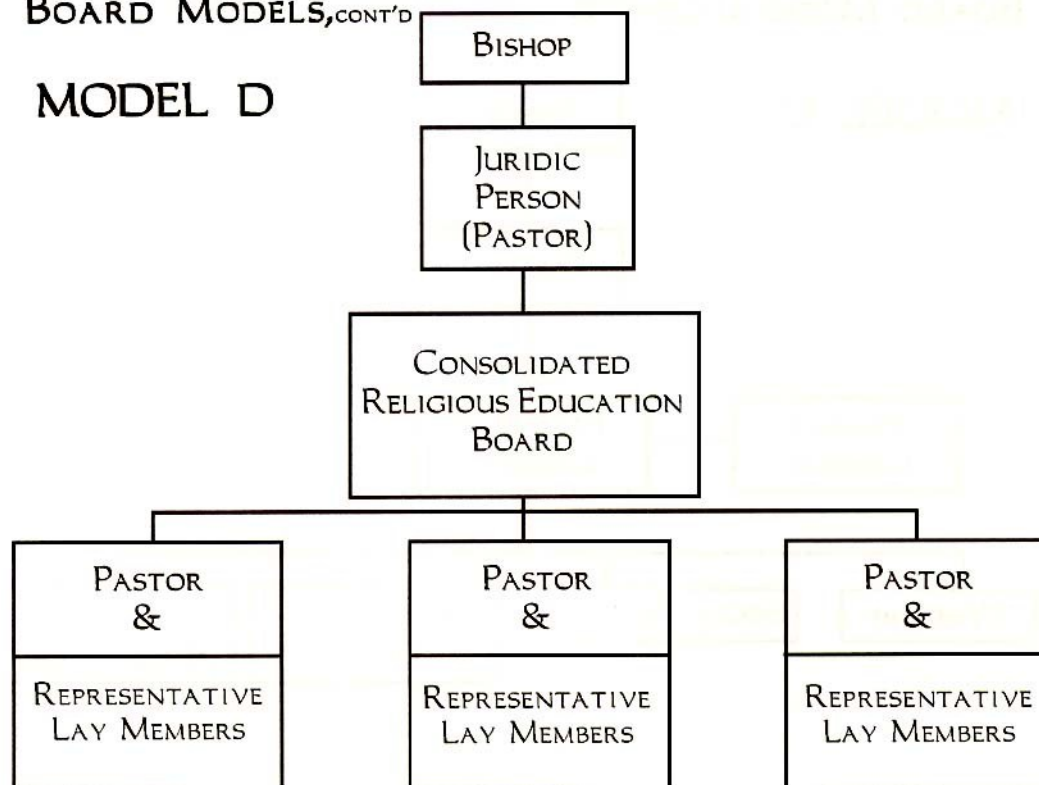 BOARD MODELS, CONT'D
MODEL D
BISHOP
JURIDIC
PERSON
(PASTOR)
CONSOLIDATED
RELIGIOUS EDUCATION
BOARD
PASTOR
&
REPRESENTATIVE
LAY MEMBERS
PASTOR
&
REPRESENTATIVE
LAY MEMBERS
PASTOR
&
REPRESENTATIVE
LAY MEMBERS